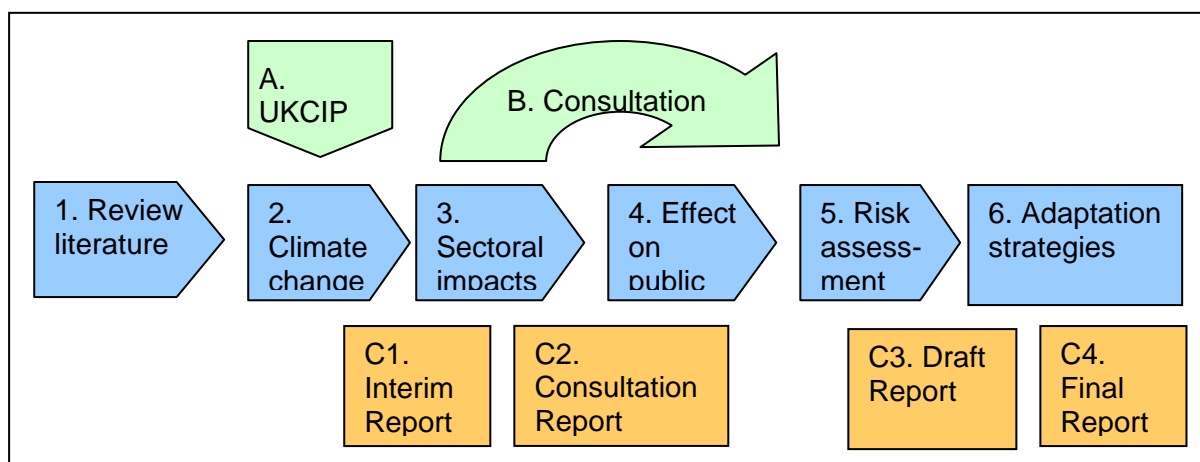 A.
UKCIP
B. Consultation
1. Review
literature
2.
Climate
change
3.
Sectoral
impacts
4. Effect
on
public
5. Risk
assess-
ment
6. Adaptation
strategies
C1.
Interim
Report
C2.
Consultation
Report
C3. Draft
Report
C4.
Final
Report